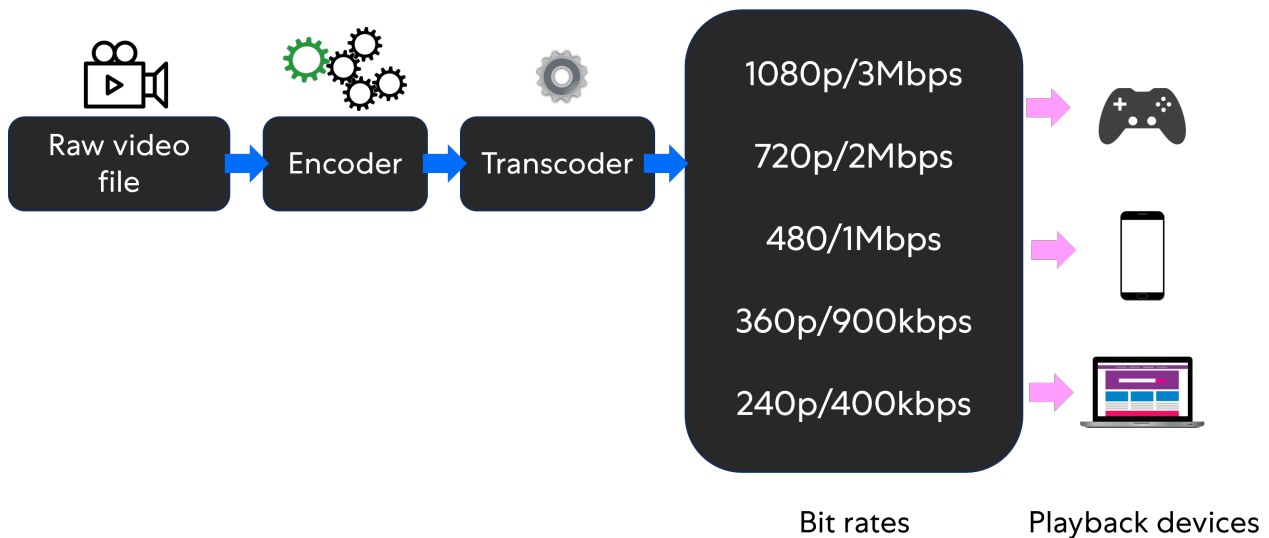 Raw video
file
Encoder
Transcoder
1080p/3Mbps
720p/2Mbps
480/1Mbps
360p/900kbps
240p/400kbps
Bit rates
Playback devices